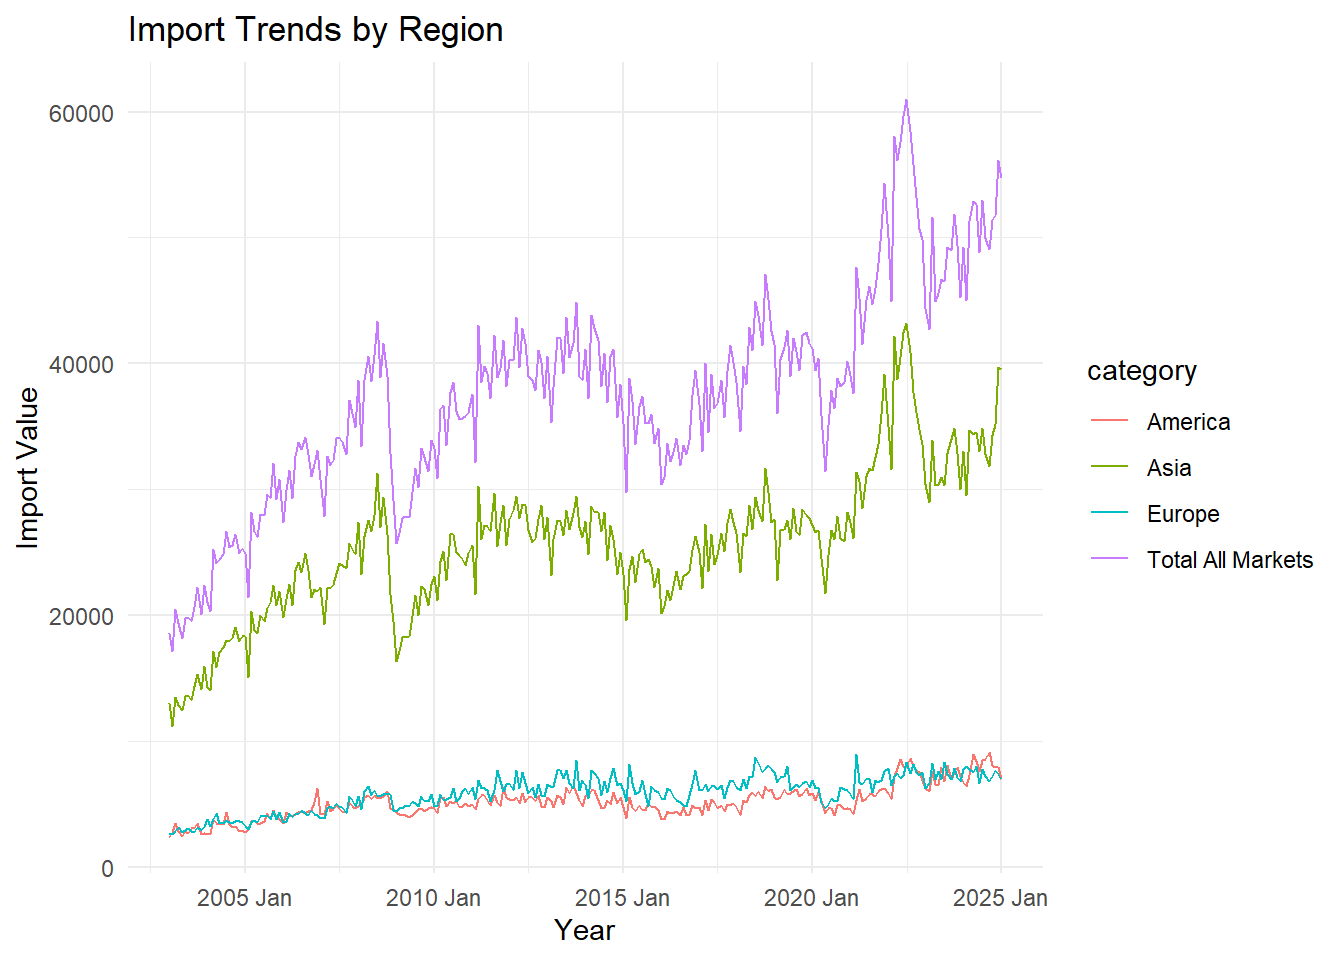 Import Trends by Region
60000
40000
20000
0
Import Value
2005 Jan
2010 Jan
2015 Jan
2020 Jan
2025 Jan
Year
category
America
Asia
Europe
Total All Markets